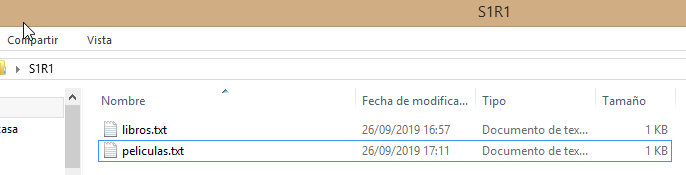 S1R1
Compartir Vista
S1R1
Nombre Fecha de modifica... Tipo Tamaño
asa
libros.txt 26/09/2019 16:57 Documento de tex... 1 KB
peliculas.txt 26/09/2019 17:11 Documento de tex... 1 KB